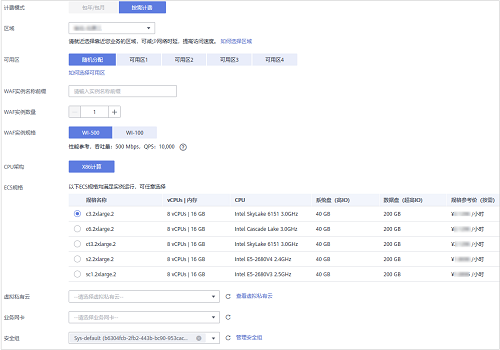 计费模式 包年/包月 按需计费
区域
请就近选择靠近您业务的区域，可减少网络时延，提高访问速度。 如何选择区域
可用区 随机分配 可用区1 可用区2 可用区3 可用区4
如何选择可用区
WAF实例名称前缀 请输入实例名称前缀
WAF实例数量 1 +
WAF实例规格 WI-500 WI-100
性能参考，吞吐量：500 Mbps，QPS：10,000 ?
CPU架构 X86计算
ECS规格 以下ECS规格均满足实例运行，可任意选择
规格名称 vCPUs | 内存 CPU 系统盘 (高IO) 数据盘 (超高IO) 规格参考价 (按需)
c3.2xlarge.2 8 vCPUs | 16 GB Intel SkyLake 6151 3.0GHz 40 GB 200 GB ¥ /小时
c6.2xlarge.2 8 vCPUs | 16 GB Intel Cascade Lake 3.0GHz 40 GB 200 GB ¥ /小时
st3.2xlarge.2 8 vCPUs | 16 GB Intel SkyLake 6151 3.0GHz 40 GB 200 GB ¥ /小时
s2.2xlarge.2 8 vCPUs | 16 GB Intel E5-2680V4 2.4GHz 40 GB 200 GB ¥ /小时
sc1.2xlarge.2 8 vCPUs | 16 GB Intel E5-2680V3 2.5GHz 40 GB 200 GB ¥ /小时
虚拟私有云 --请选择虚拟私有云-- 查看虚拟私有云
业务网卡 --请选择业务网卡--
安全组 Sys-default (b6304fcb-2fb2-443b-bc90-953cac... 管理安全组